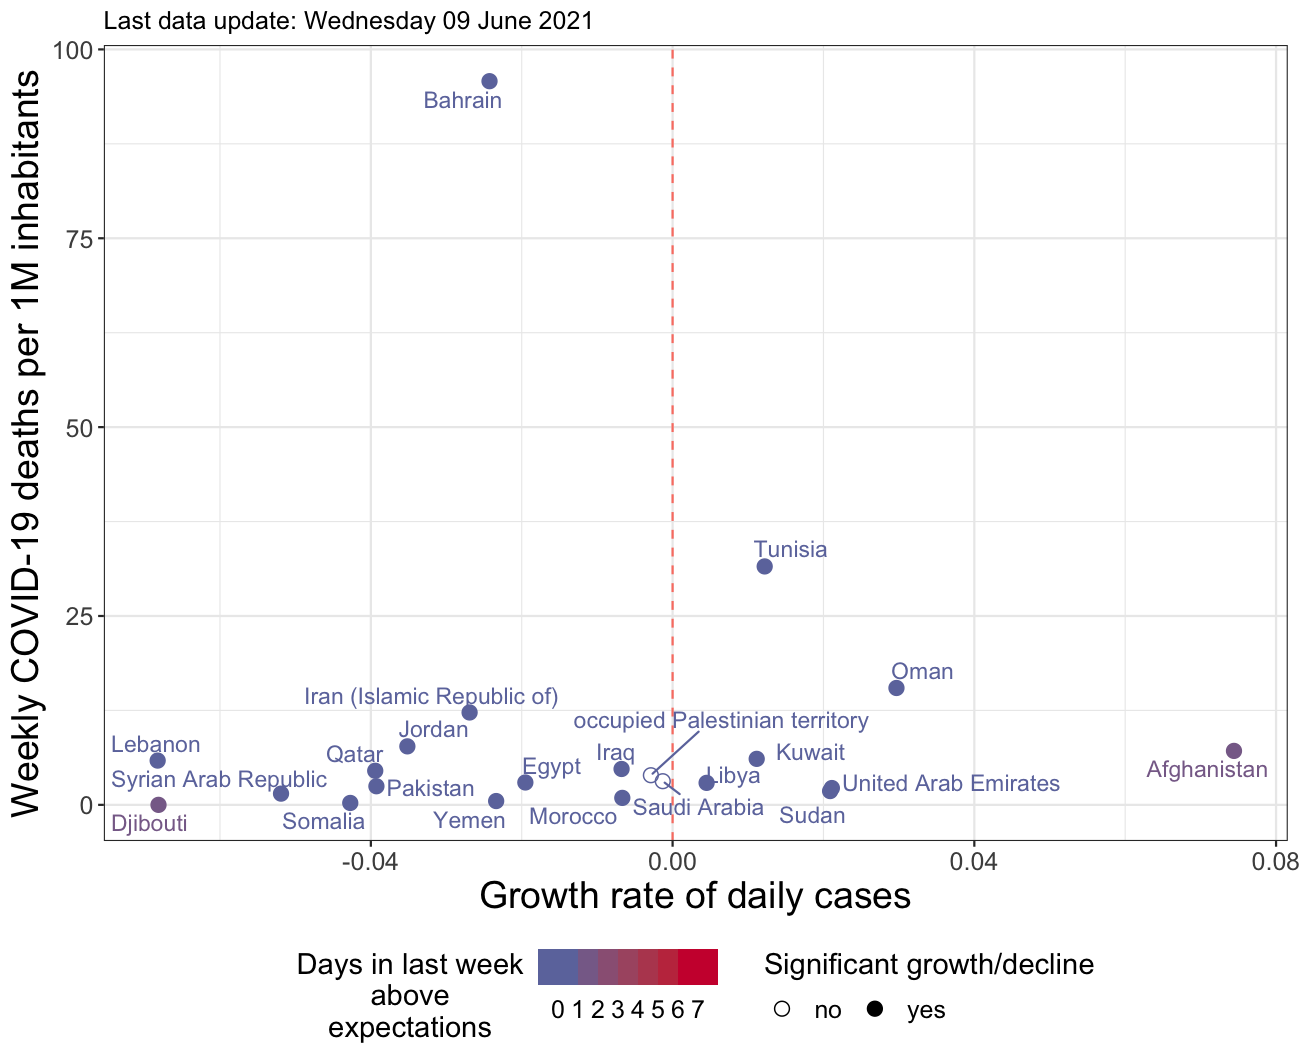 Last data update: Wednesday 09 June 2021
100
75
50
25
0
Weekly COVID-19 deaths per 1M inhabitants
Bahrain
Tunisia
Oman
Iran (Islamic Republic of)
occupied Palestinian territory
Jordan
Lebanon
Qatar
Iraq
Kuwait
Egypt
Afghanistan
Syrian Arab Republic
Libya
Pakistan
United Arab Emirates
Saudi Arabia
Djibouti
Somalia
Yemen
Morocco
Sudan
-0.04
0.00
0.04
0.08
Growth rate of daily cases
Days in last week
above
expectations
0 1 2 3 4 5 6 7
Significant growth/decline
no
yes